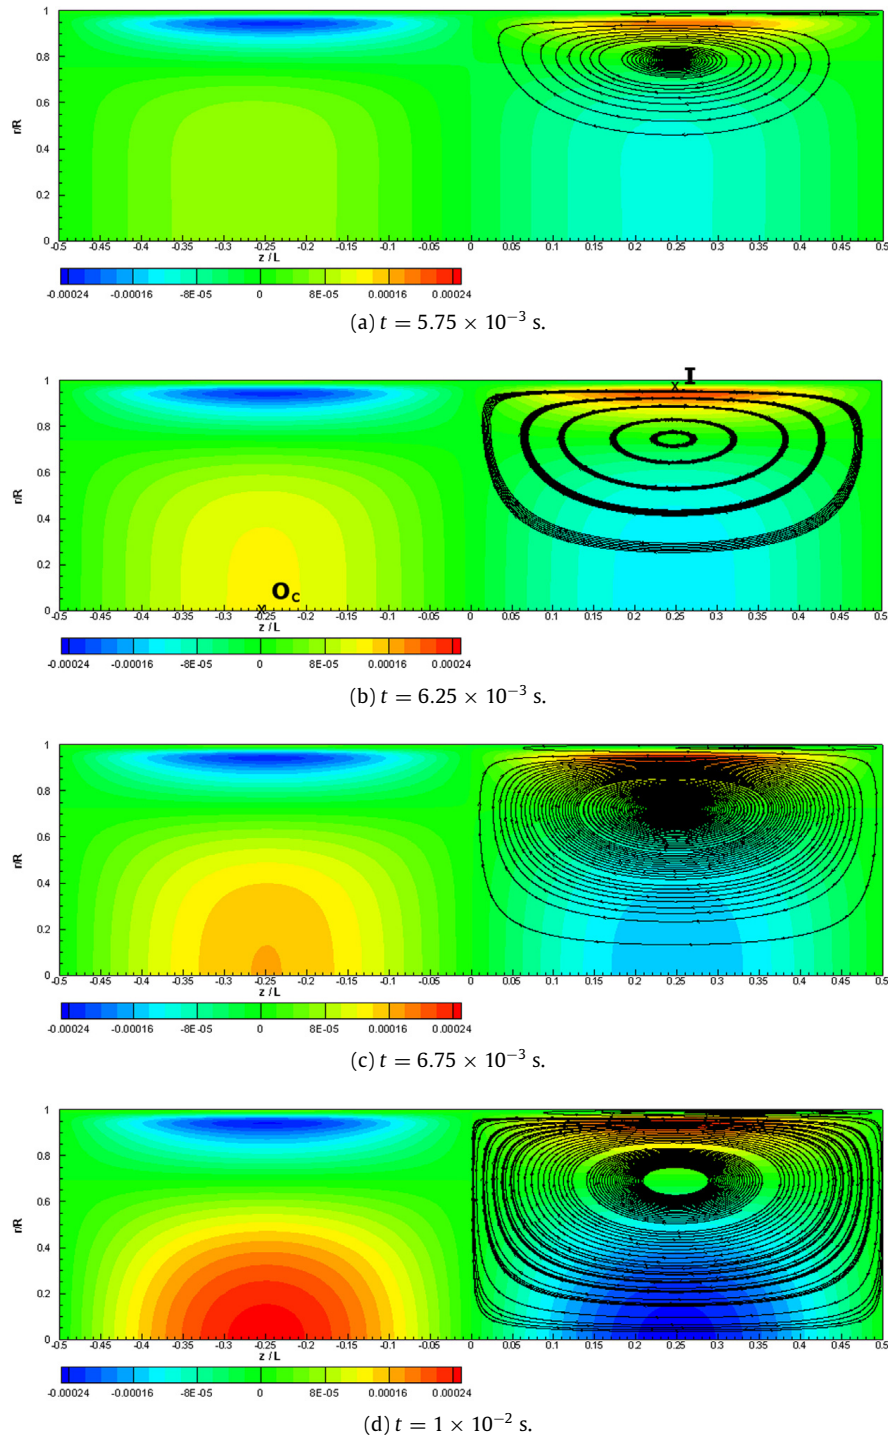 1
0.8
0.6
r/R
0.4
0.2
0
-0.5 -0.45 -0.4 -0.35 -0.3 -0.25 -0.2 -0.15 -0.1 -0.05 0 0.05 0.1 0.15 0.2 0.25 0.3 0.35 0.4 0.45 0.5
z / L
-0.00024 -0.00016 -8E-05 0 8E-05 0.00016 0.00024
(a) t = 5.75 × 10⁻³ s.
I
1
0.8
0.6
r/R
0.4
0.2
O_c
0
-0.5 -0.45 -0.4 -0.35 -0.3 -0.25 -0.2 -0.15 -0.1 -0.05 0 0.05 0.1 0.15 0.2 0.25 0.3 0.35 0.4 0.45 0.5
z / L
-0.00024 -0.00016 -8E-05 0 8E-05 0.00016 0.00024
(b) t = 6.25 × 10⁻³ s.
1
0.8
0.6
r/R
0.4
0.2
0
-0.5 -0.45 -0.4 -0.35 -0.3 -0.25 -0.2 -0.15 -0.1 -0.05 0 0.05 0.1 0.15 0.2 0.25 0.3 0.35 0.4 0.45 0.5
z / L
-0.00024 -0.00016 -8E-05 0 8E-05 0.00016 0.00024
(c) t = 6.75 × 10⁻³ s.
1
0.8
0.6
r/R
0.4
0.2
0
-0.5 -0.45 -0.4 -0.35 -0.3 -0.25 -0.2 -0.15 -0.1 -0.05 0 0.05 0.1 0.15 0.2 0.25 0.3 0.35 0.4 0.45 0.5
z / L
-0.00024 -0.00016 -8E-05 0 8E-05 0.00016 0.00024
(d) t = 1 × 10⁻² s.